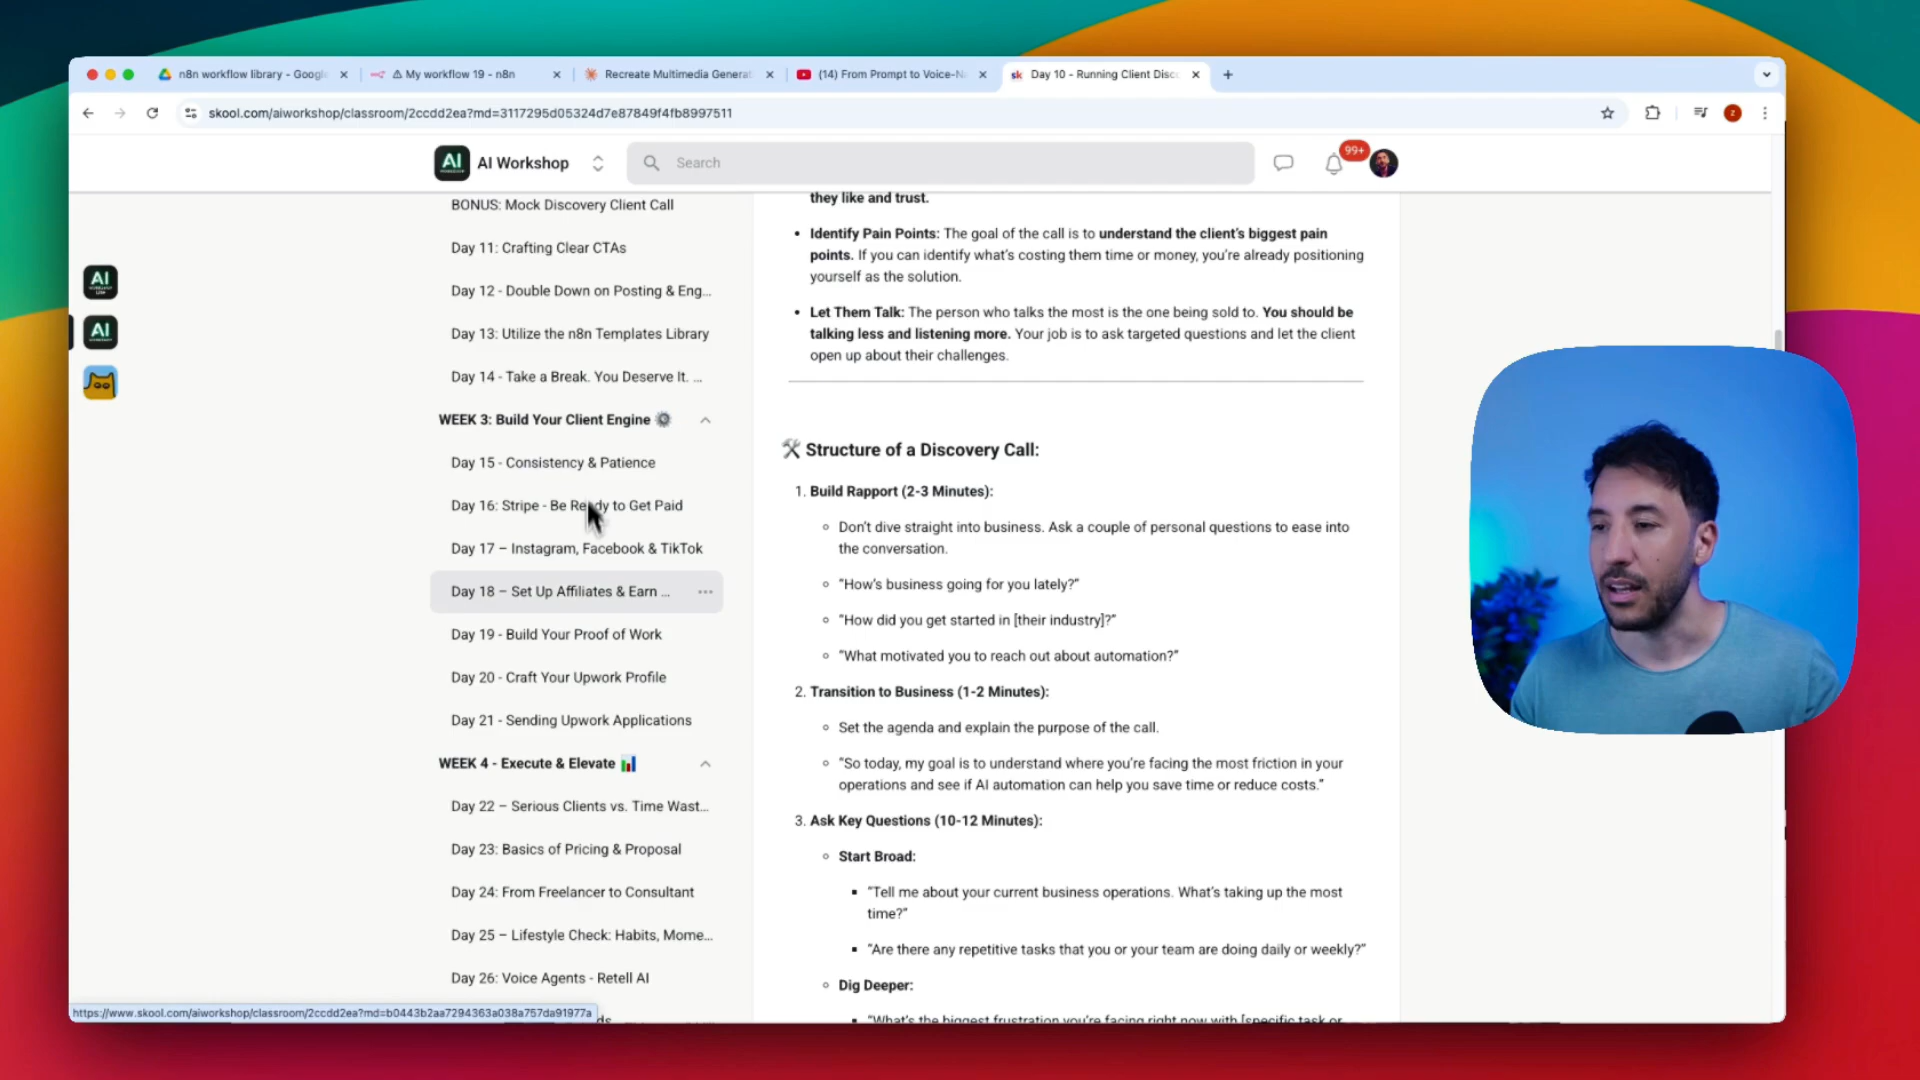 n8n workflow library - Google
My workflow 19 - n8n
Recreate Multimedia Generat
(14) From Prompt to Voice-N
sk
Day 10 - Running Client Disc
skool.com/aiworkshop/classroom/2ccdd2ea?md=3117295d05324d7e87849f4fb8997511
z
AI
AI Workshop
Search
99+
AI
AI
BONUS: Mock Discovery Client Call
Day 11: Crafting Clear CTAs
Day 12 - Double Down on Posting & Eng...
Day 13: Utilize the n8n Templates Library
Day 14 - Take a Break. You Deserve It. ...
WEEK 3: Build Your Client Engine ⚙️
Day 15 - Consistency & Patience
Day 16: Stripe - Be Ready to Get Paid
Day 17 – Instagram, Facebook & TikTok
Day 18 – Set Up Affiliates & Earn ...
Day 19 - Build Your Proof of Work
Day 20 - Craft Your Upwork Profile
Day 21 - Sending Upwork Applications
WEEK 4 - Execute & Elevate 📊
Day 22 – Serious Clients vs. Time Wast...
Day 23: Basics of Pricing & Proposal
Day 24: From Freelancer to Consultant
Day 25 – Lifestyle Check: Habits, Mome...
Day 26: Voice Agents - Retell AI
https://www.skool.com/aiworkshop/classroom/2ccdd2ea?md=b0443b2aa7294363a038a757da91977a
they like and trust.
• Identify Pain Points: The goal of the call is to understand the client's biggest pain
points. If you can identify what's costing them time or money, you're already positioning
yourself as the solution.
• Let Them Talk: The person who talks the most is the one being sold to. You should be
talking less and listening more. Your job is to ask targeted questions and let the client
open up about their challenges.
🛠 Structure of a Discovery Call:
1. Build Rapport (2-3 Minutes):
Don't dive straight into business. Ask a couple of personal questions to ease into
the conversation.
"How's business going for you lately?"
"How did you get started in [their industry]?"
"What motivated you to reach out about automation?"
2. Transition to Business (1-2 Minutes):
Set the agenda and explain the purpose of the call.
"So today, my goal is to understand where you're facing the most friction in your
operations and see if AI automation can help you save time or reduce costs."
3. Ask Key Questions (10-12 Minutes):
Start Broad:
"Tell me about your current business operations. What's taking up the most
time?"
"Are there any repetitive tasks that you or your team are doing daily or weekly?"
Dig Deeper:
"What's the biggest frustration you're facing right now with [specific task or